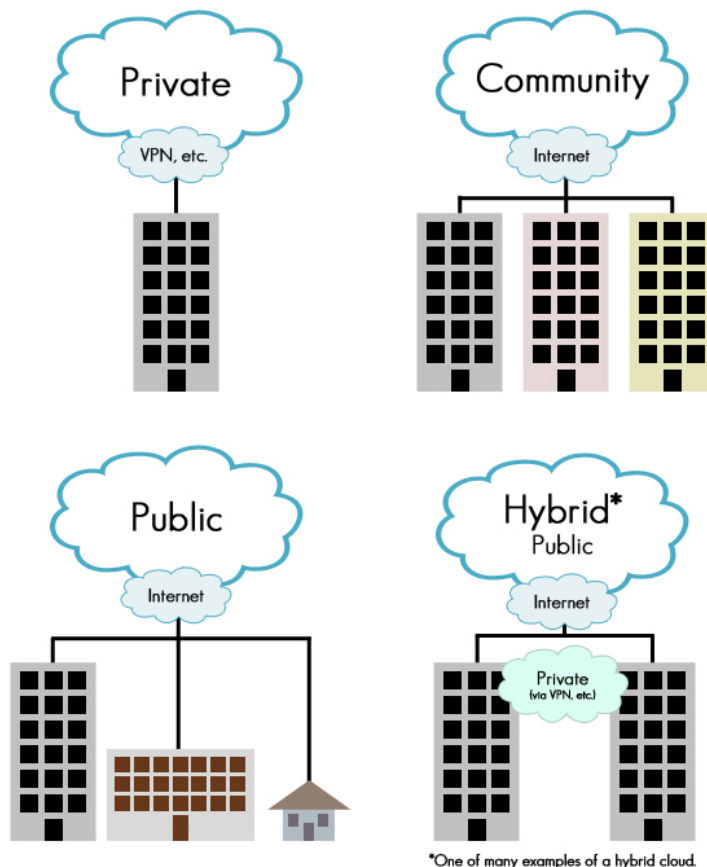 Private
VPN, etc.
Community
Internet
Public
Internet
Hybrid*
Public
Internet
Private
(via VPN, etc.)
*One of many examples of a hybrid cloud.